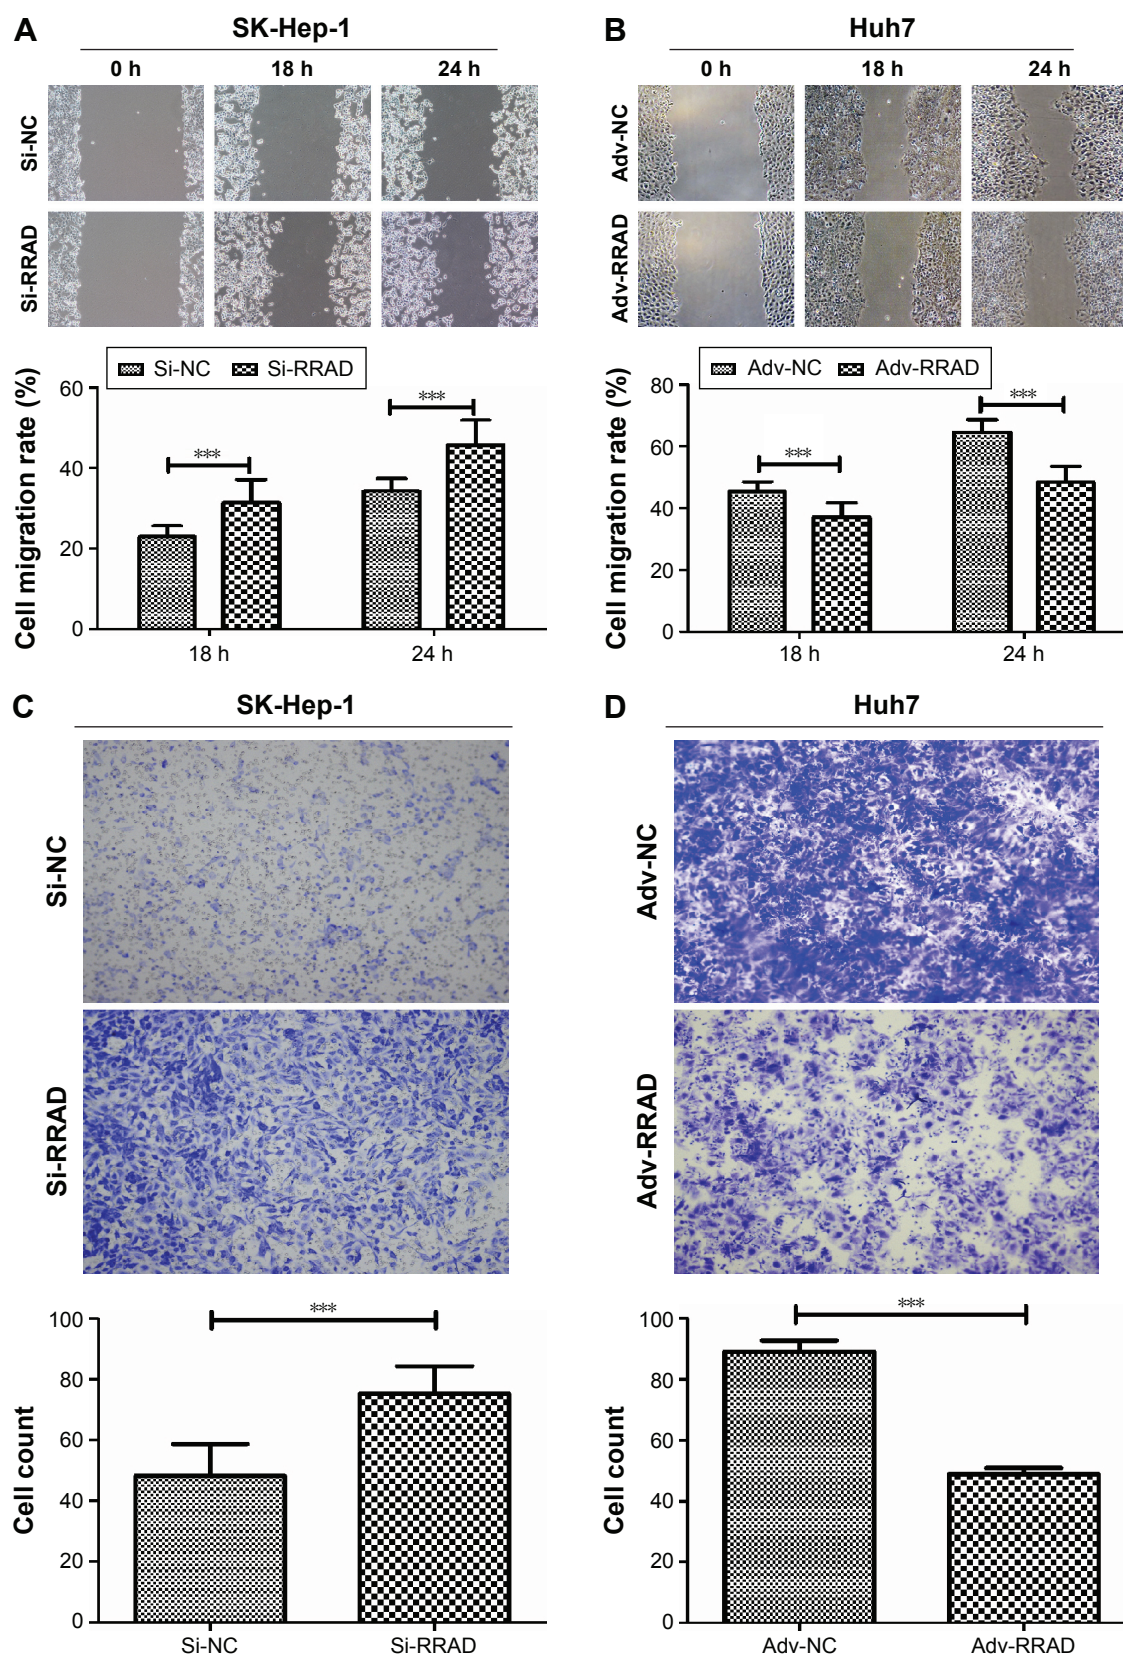 A
SK-Hep-1
0 h 18 h 24 h
Si-NC
Si-RRAD
Cell migration rate (%)
Si-NC Si-RRAD
60
40
20
0
***
***
18 h 24 h
B
Huh7
0 h 18 h 24 h
Adv-NC
Adv-RRAD
Cell migration rate (%)
Adv-NC Adv-RRAD
80
60
40
20
0
***
***
18 h 24 h
C
SK-Hep-1
Si-NC
Si-RRAD
Cell count
100
80
60
40
20
0
***
Si-NC Si-RRAD
D
Huh7
Adv-NC
Adv-RRAD
Cell count
100
80
60
40
20
0
***
Adv-NC Adv-RRAD